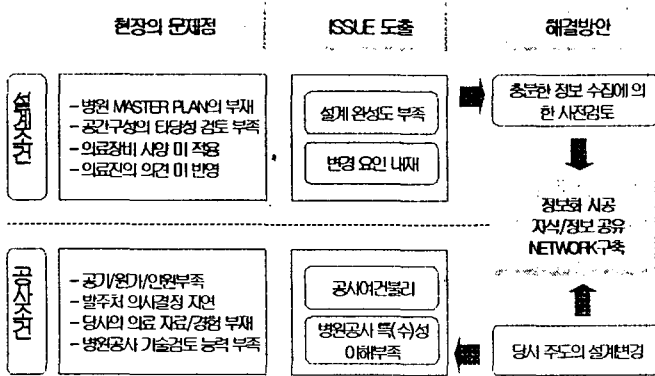 현장의 문제점
ISSUE 도출
해결방안
설계조건
- 병원 MASTER PLAN의 부재
- 공간구성의 타당성 검토 부족
- 의료장비 사양 미 적용
- 의료진의 의견 미 반영
설계 완성도 부족
변경 요인 내재
충분한 정보 수집에 의
한 사전검토
정보화 시공
지식/정보 공유
NETWORK구축
공사조건
- 공기/원가/인원부족
- 발주처 의사결정 지연
- 당사의 의료 자료/경험 부재
- 병원공사 기술검토 능력 부족
공사여건불리
병원공사 특(수)성
이해부족
당사 주도의 설계변경